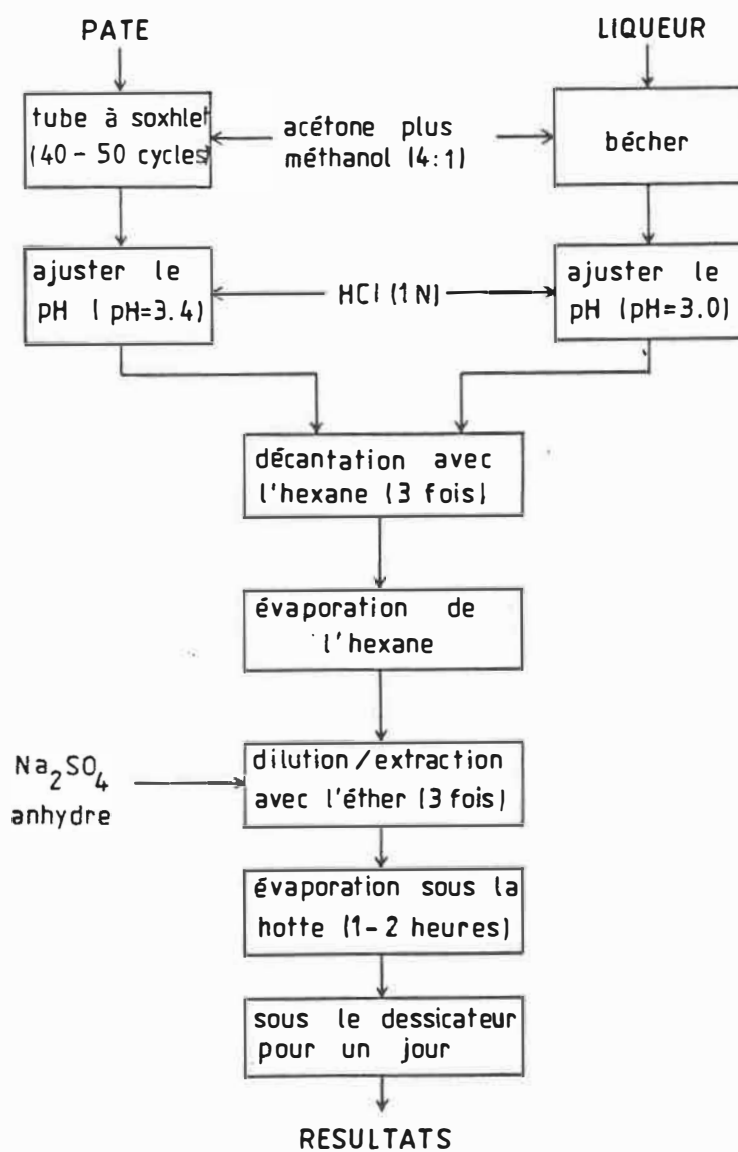 PATE
LIQUEUR
tube à soxhlet
(40-50 cycles)
acétone plus
méthanol (4:1)
bécher
ajuster le
pH (pH=3.4)
HCl (1N)
ajuster le
pH (pH=3.0)
décantation avec
l'hexane (3 fois)
évaporation de
l'hexane
Na₂SO₄
anhydre
dilution/extraction
avec l'éther (3 fois)
évaporation sous la
hotte (1-2 heures)
sous le dessicateur
pour un jour
RESULTATS